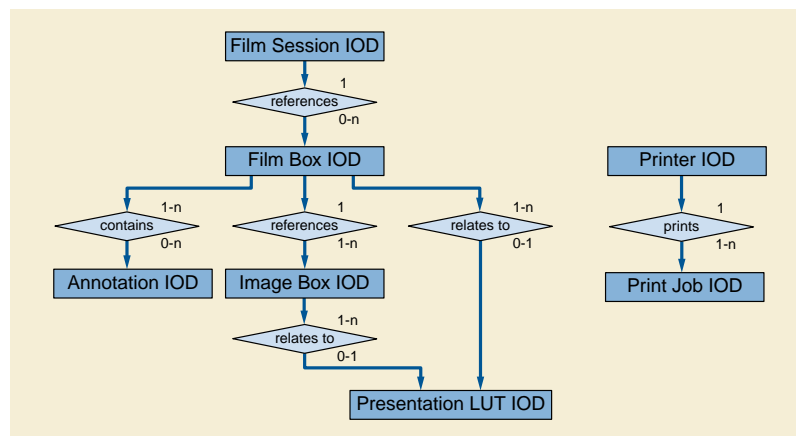 Film Session IOD
1
references
0-n
Film Box IOD
Printer IOD
1-n
1
1-n
1
contains
references
relates to
prints
0-n
1-n
0-1
1-n
Annotation IOD
Image Box IOD
Print Job IOD
1-n
relates to
0-1
Presentation LUT IOD